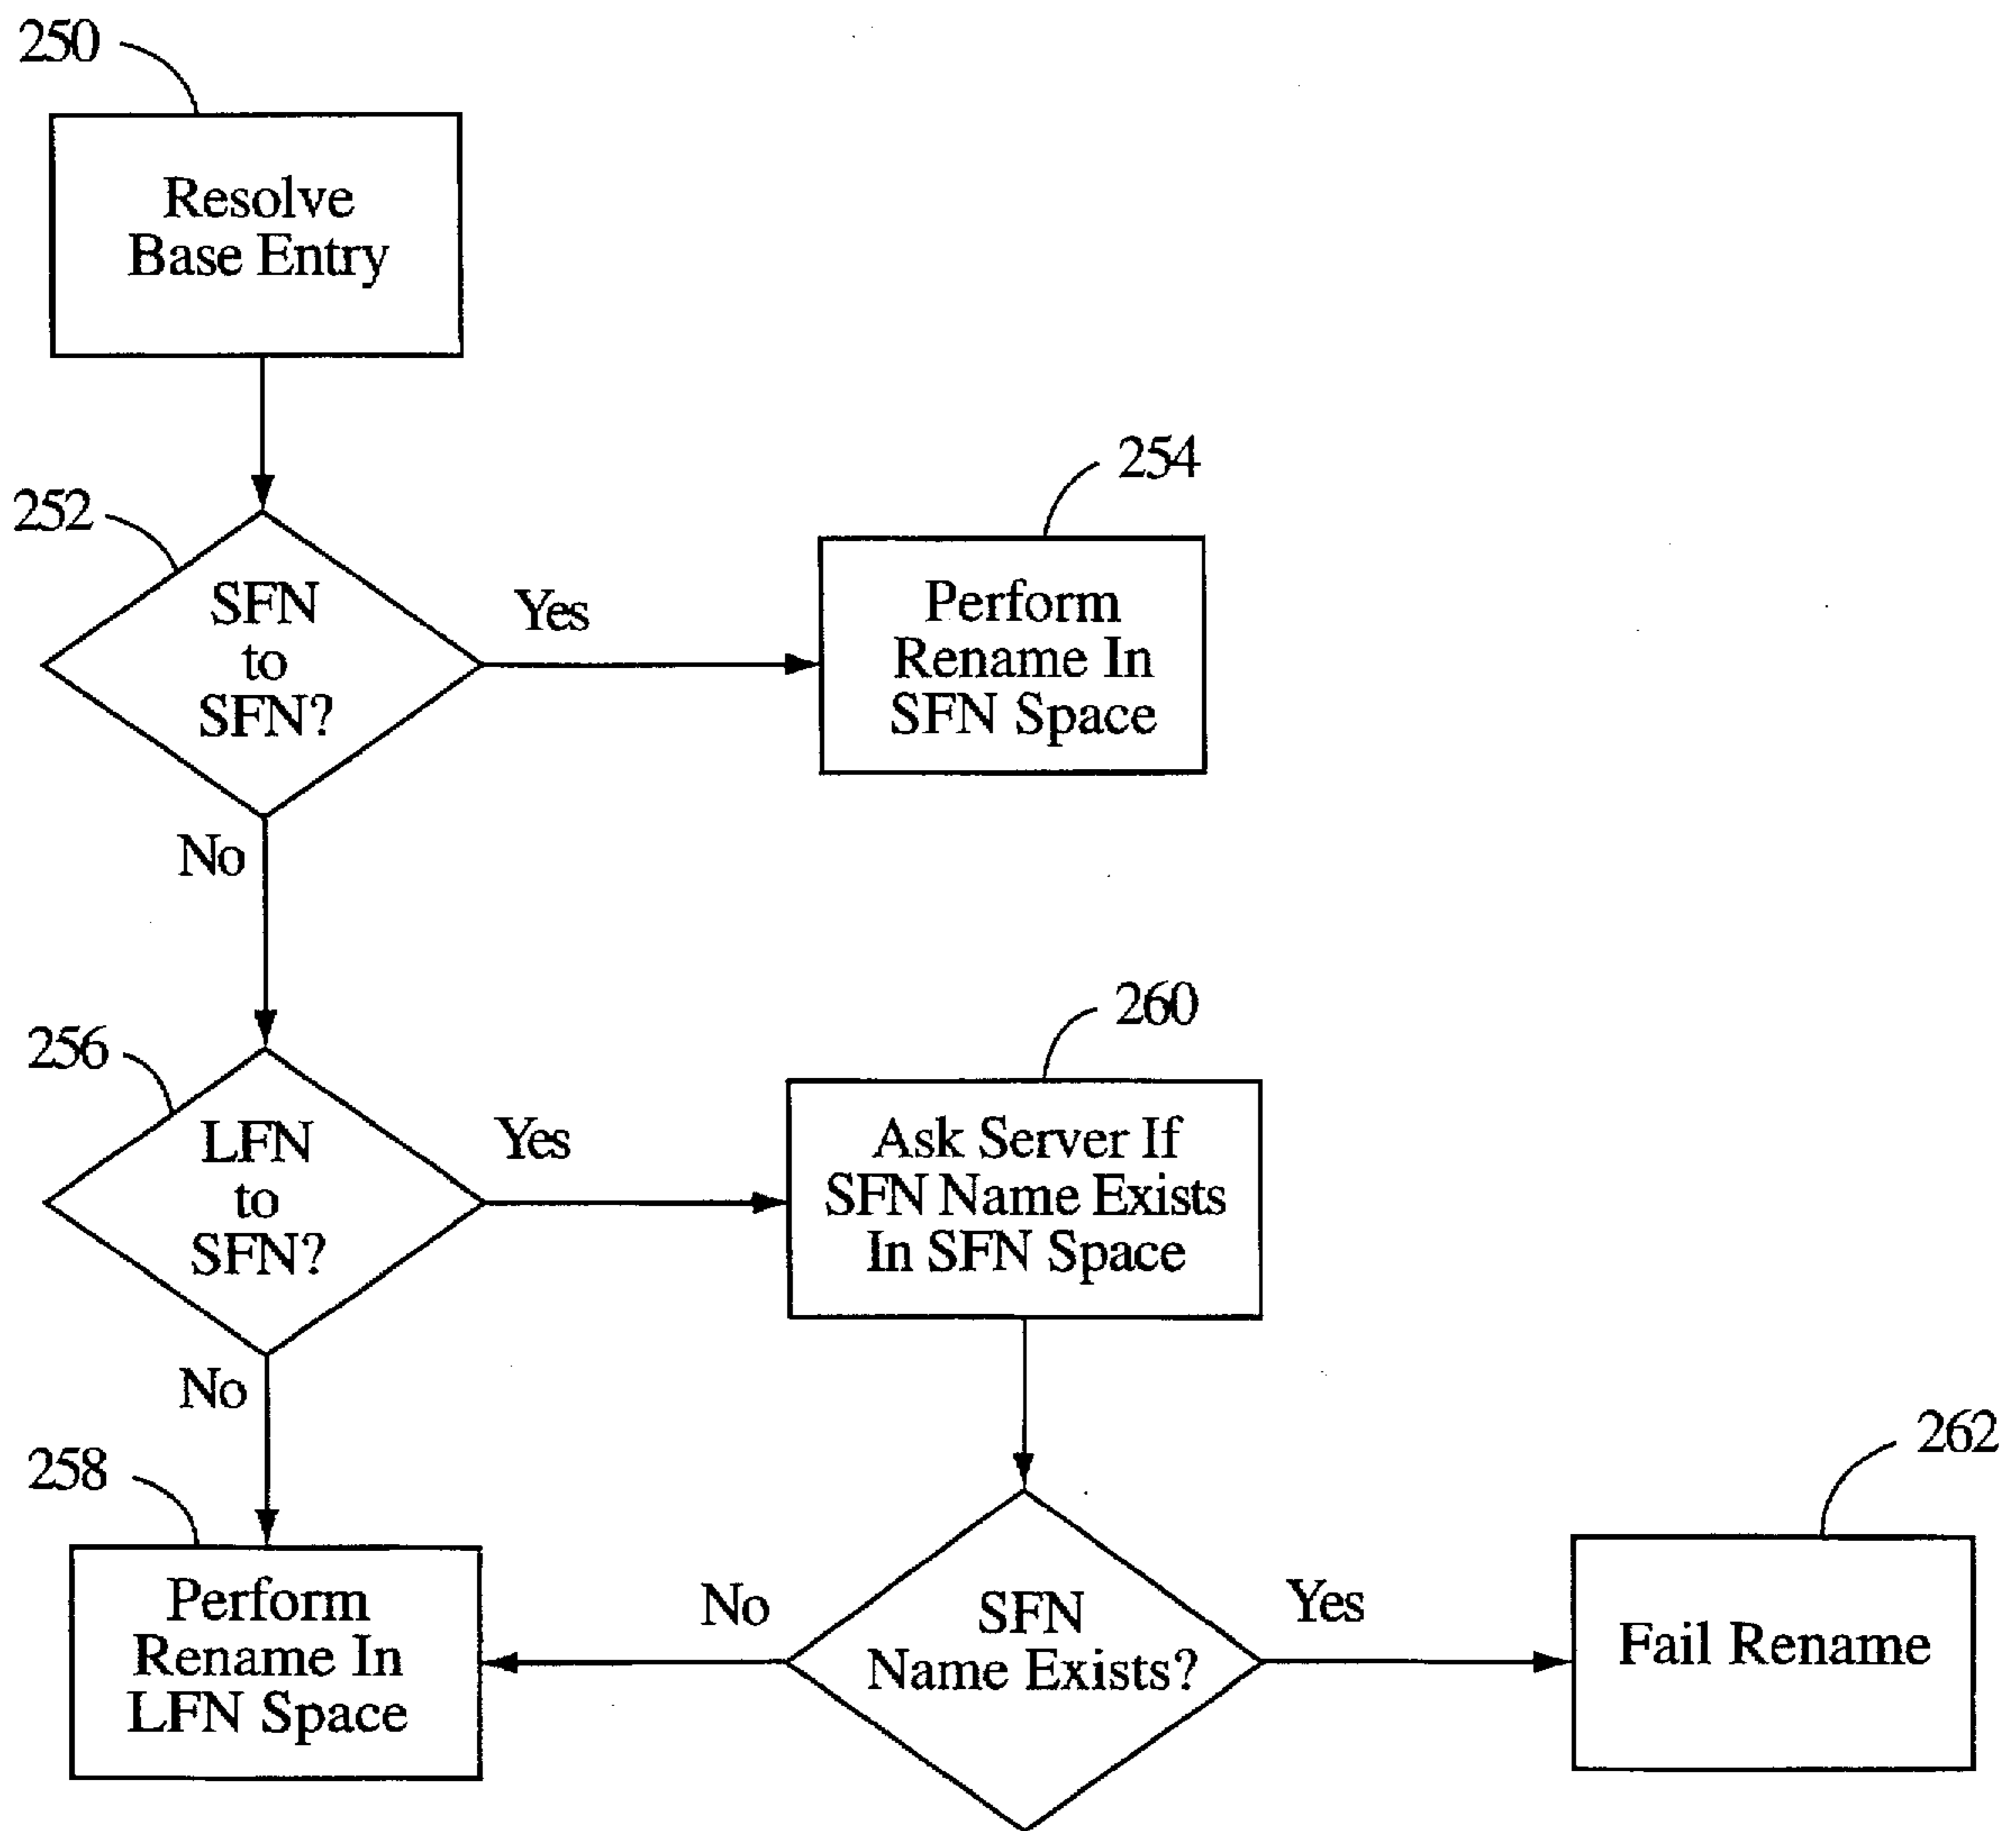 250
Resolve
Base Entry
252
SFN
to
SFN?
Yes
254
Perform
Rename In
SFN Space
No
256
LFN
to
SFN?
Yes
260
Ask Server If
SFN Name Exists
In SFN Space
No
258
Perform
Rename In
LFN Space
No
SFN
Name Exists?
Yes
262
Fail Rename